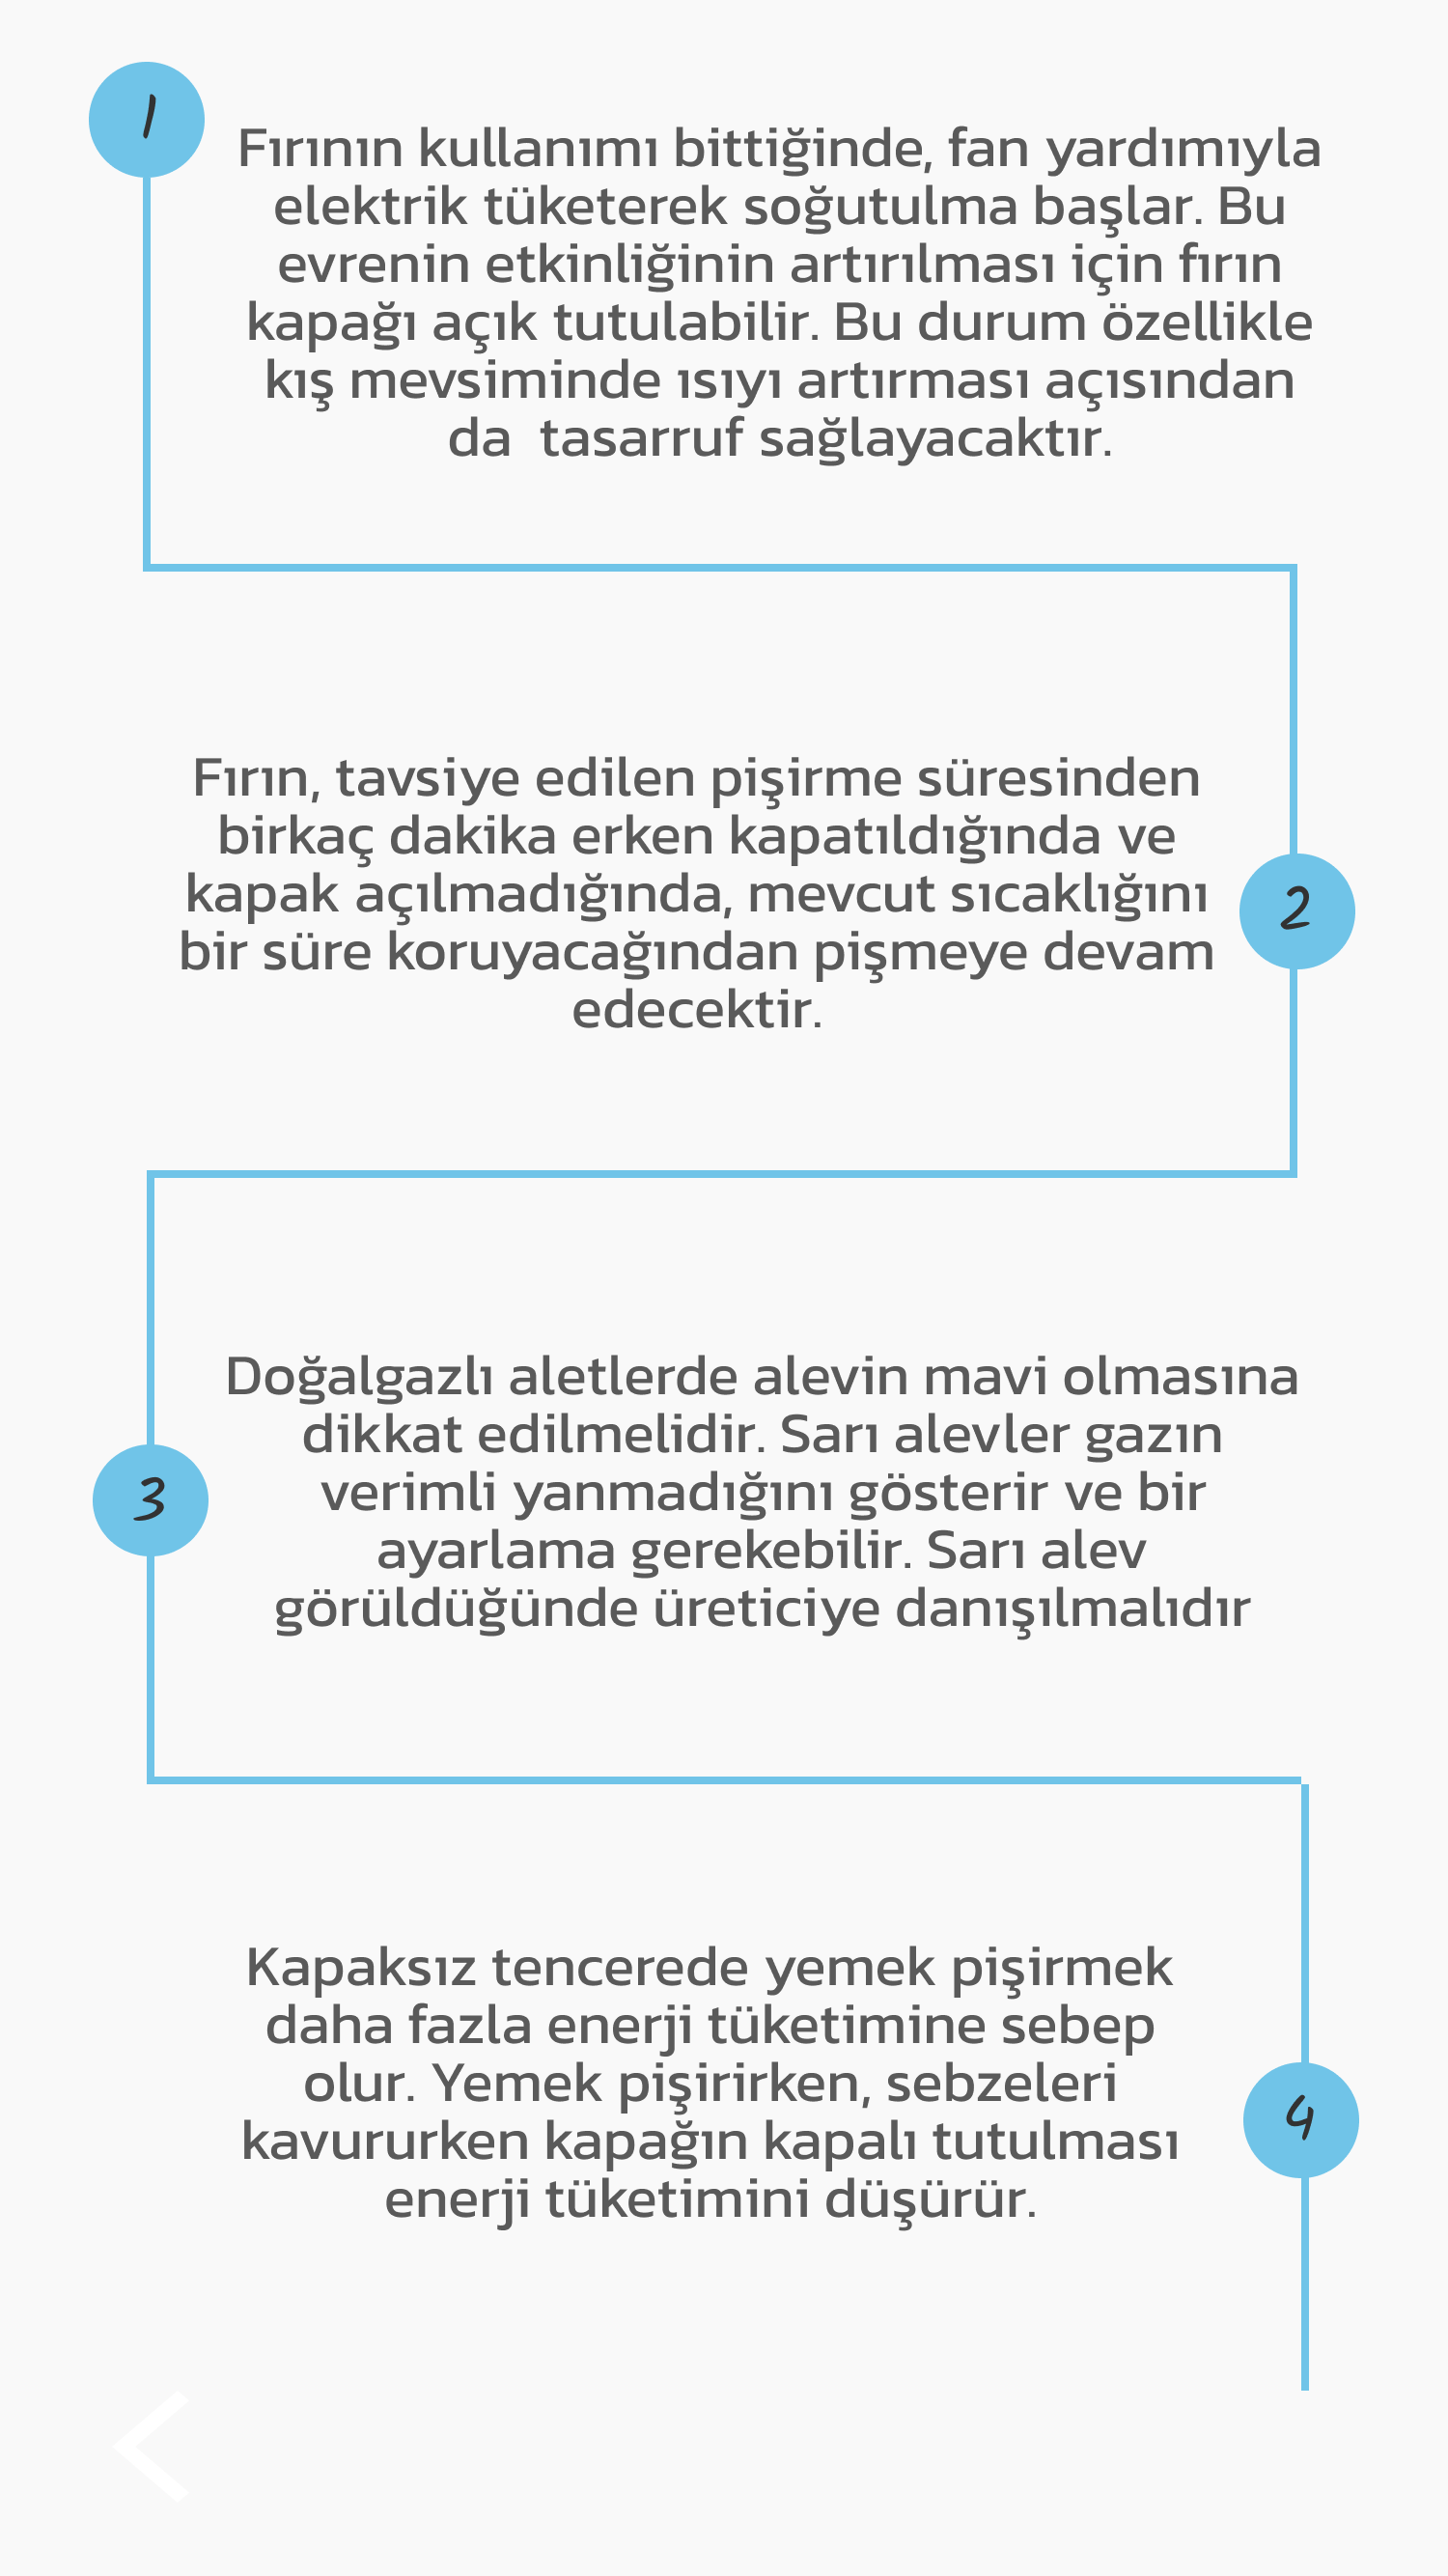 1
Fırının kullanımı bittiğinde, fan yardımıyla
elektrik tüketerek soğutulma başlar. Bu
evrenin etkinliğinin artırılması için fırın
kapağı açık tutulabilir. Bu durum özellikle
kış mevsiminde ısıyı artırması açısından
da  tasarruf sağlayacaktır.
Fırın, tavsiye edilen pişirme süresinden
birkaç dakika erken kapatıldığında ve
kapak açılmadığında, mevcut sıcaklığını
bir süre koruyacağından pişmeye devam
edecektir.
2
Doğalgazlı aletlerde alevin mavi olmasına
dikkat edilmelidir. Sarı alevler gazın
verimli yanmadığını gösterir ve bir
ayarlama gerekebilir. Sarı alev
görüldüğünde üreticiye danışılmalıdır
3
Kapaksız tencerede yemek pişirmek
daha fazla enerji tüketimine sebep
olur. Yemek pişirirken, sebzeleri
kavururken kapağın kapalı tutulması
enerji tüketimini düşürür.
4